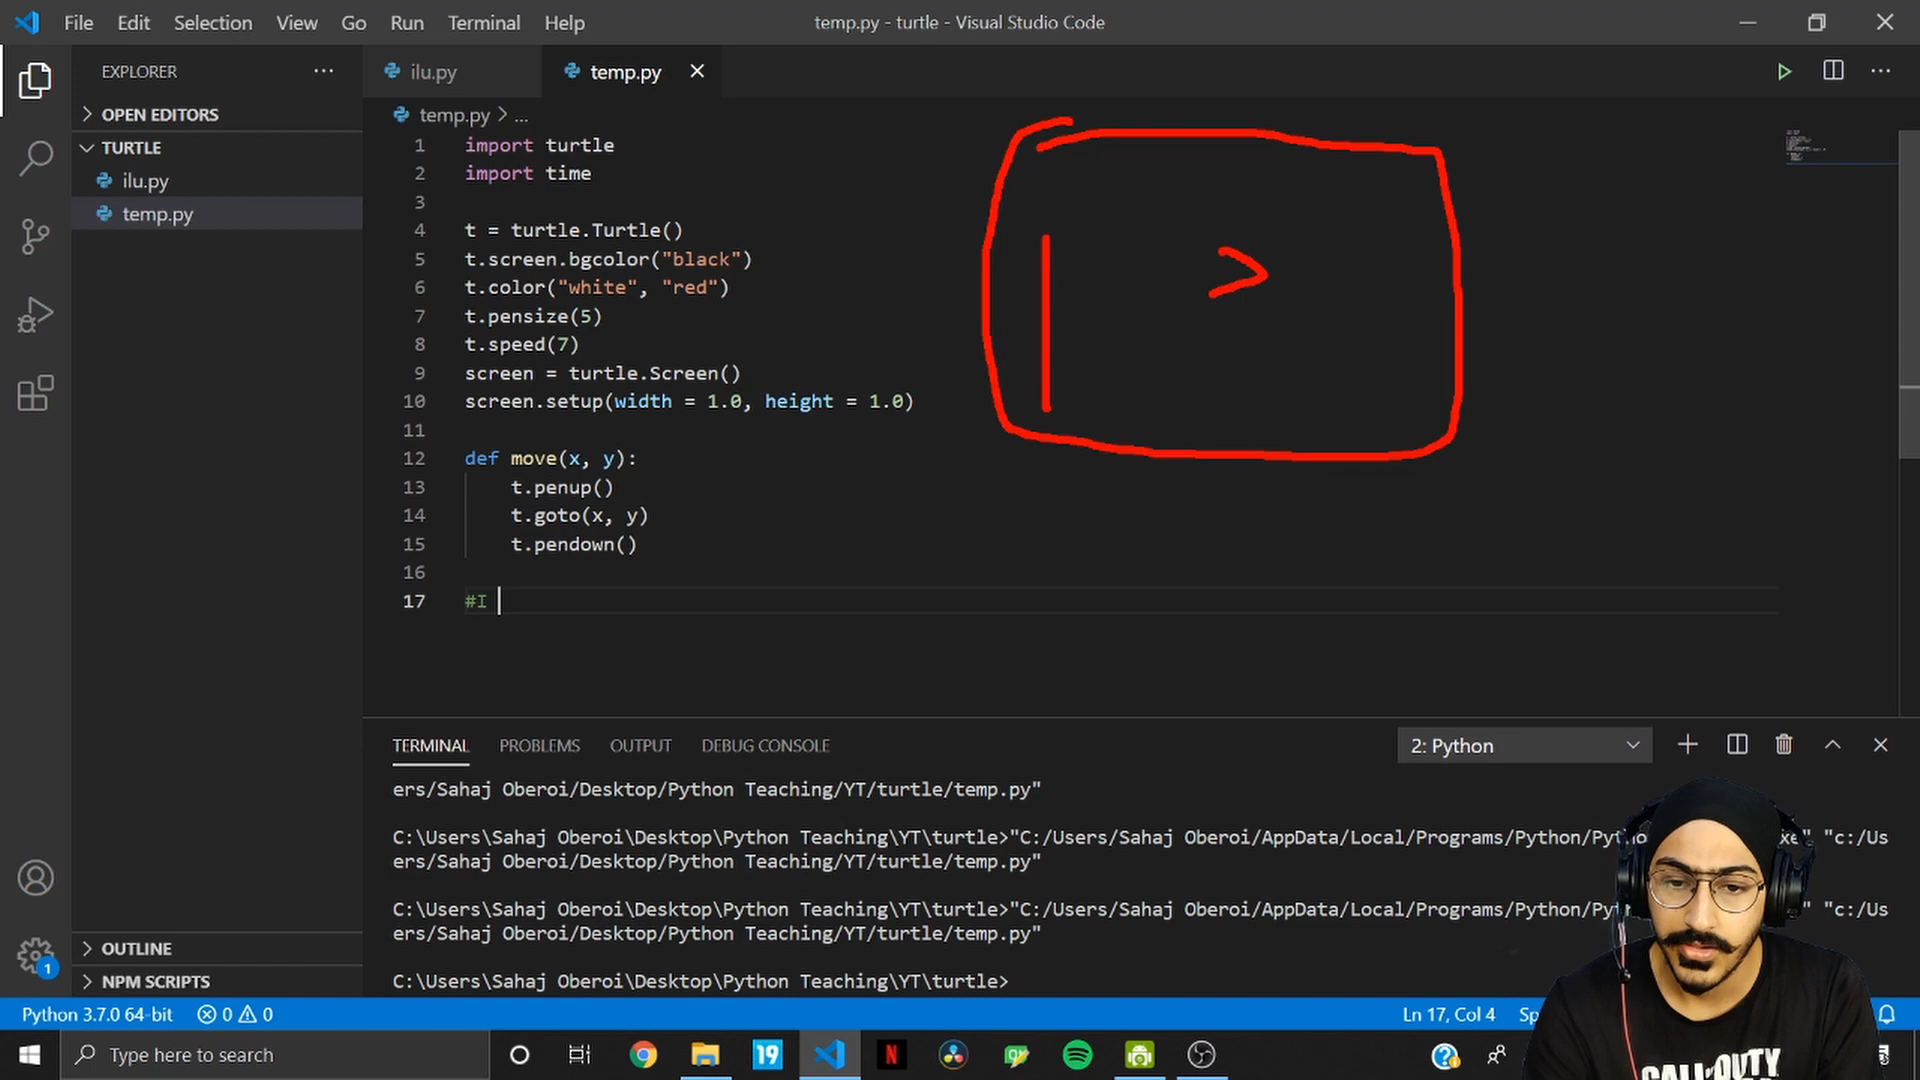 File Edit Selection View Go Run Terminal Help
temp.py - turtle - Visual Studio Code
EXPLORER
OPEN EDITORS
TURTLE
ilu.py
temp.py
OUTLINE
NPM SCRIPTS
ilu.py
temp.py
temp.py > ...
1 import turtle
2 import time
3
4 t = turtle.Turtle()
5 t.screen.bgcolor("black")
6 t.color("white", "red")
7 t.pensize(5)
8 t.speed(7)
9 screen = turtle.Screen()
10 screen.setup(width = 1.0, height = 1.0)
11
12 def move(x, y):
13 t.penup()
14 t.goto(x, y)
15 t.pendown()
16
17 #I
TERMINAL PROBLEMS OUTPUT DEBUG CONSOLE
2: Python
ers/Sahaj Oberoi/Desktop/Python Teaching/YT/turtle/temp.py"
C:\Users\Sahaj Oberoi\Desktop\Python Teaching\YT\turtle>"C:/Users/Sahaj Oberoi/AppData/Local/Programs/Python/Pytho xe" "c:/Us
ers/Sahaj Oberoi/Desktop/Python Teaching/YT/turtle/temp.py"
C:\Users\Sahaj Oberoi\Desktop\Python Teaching\YT\turtle>"C:/Users/Sahaj Oberoi/AppData/Local/Programs/Python/Py " "c:/Us
ers/Sahaj Oberoi/Desktop/Python Teaching/YT/turtle/temp.py"
C:\Users\Sahaj Oberoi\Desktop\Python Teaching\YT\turtle>
1
Python 3.7.0 64-bit 0 0
Ln 17, Col 4
Type here to search
19
N
CALL OF DUTY